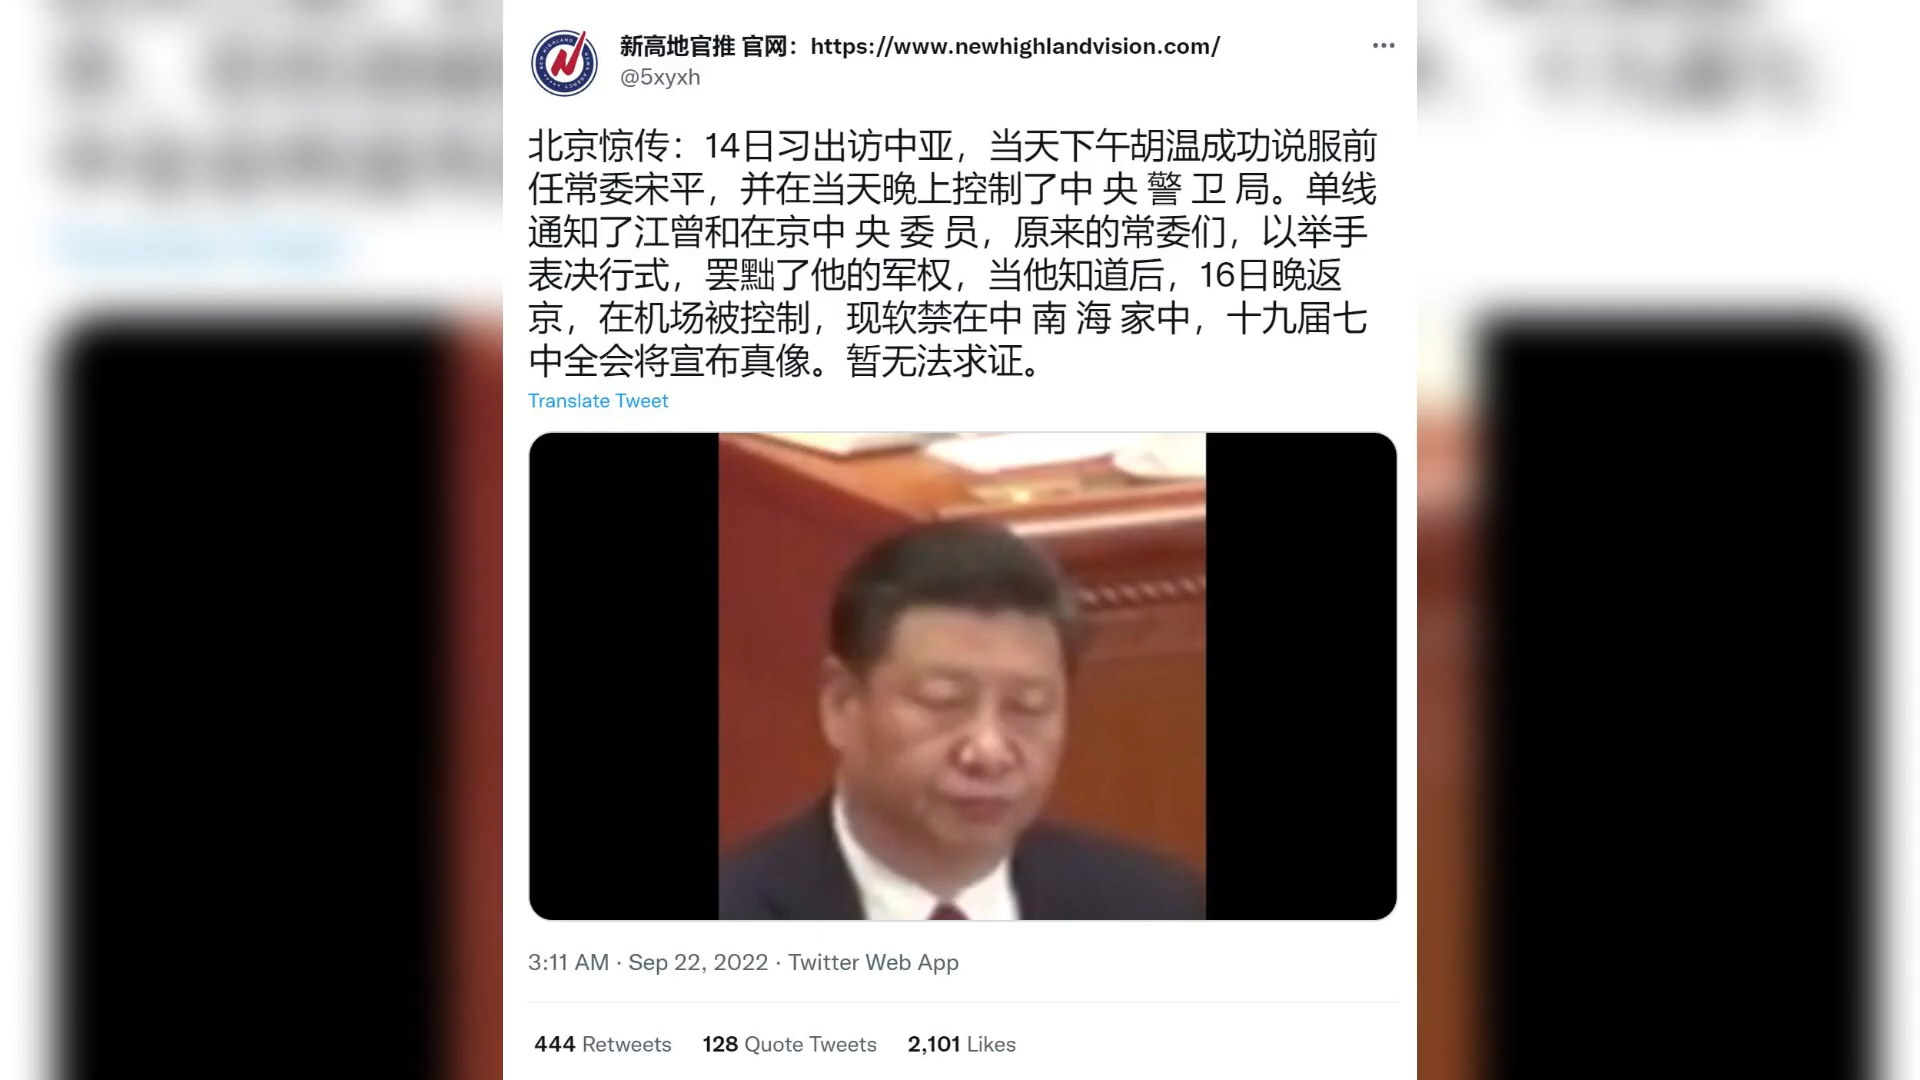 新高地官推 官网：https://www.newhighlandvision.com/
@5xyxh
北京惊传：14日习出访中亚，当天下午胡温成功说服前
任常委宋平，并在当天晚上控制了中 央 警 卫 局。单线
通知了江曾和在京中 央 委 员，原来的常委们，以举手
表决行式，罢黜了他的军权，当他知道后，16日晚返
京，在机场被控制，现软禁在中 南 海 家中，十九届七
中全会将宣布真像。暂无法求证。
Translate Tweet
3:11 AM · Sep 22, 2022 · Twitter Web App
444 Retweets 128 Quote Tweets 2,101 Likes